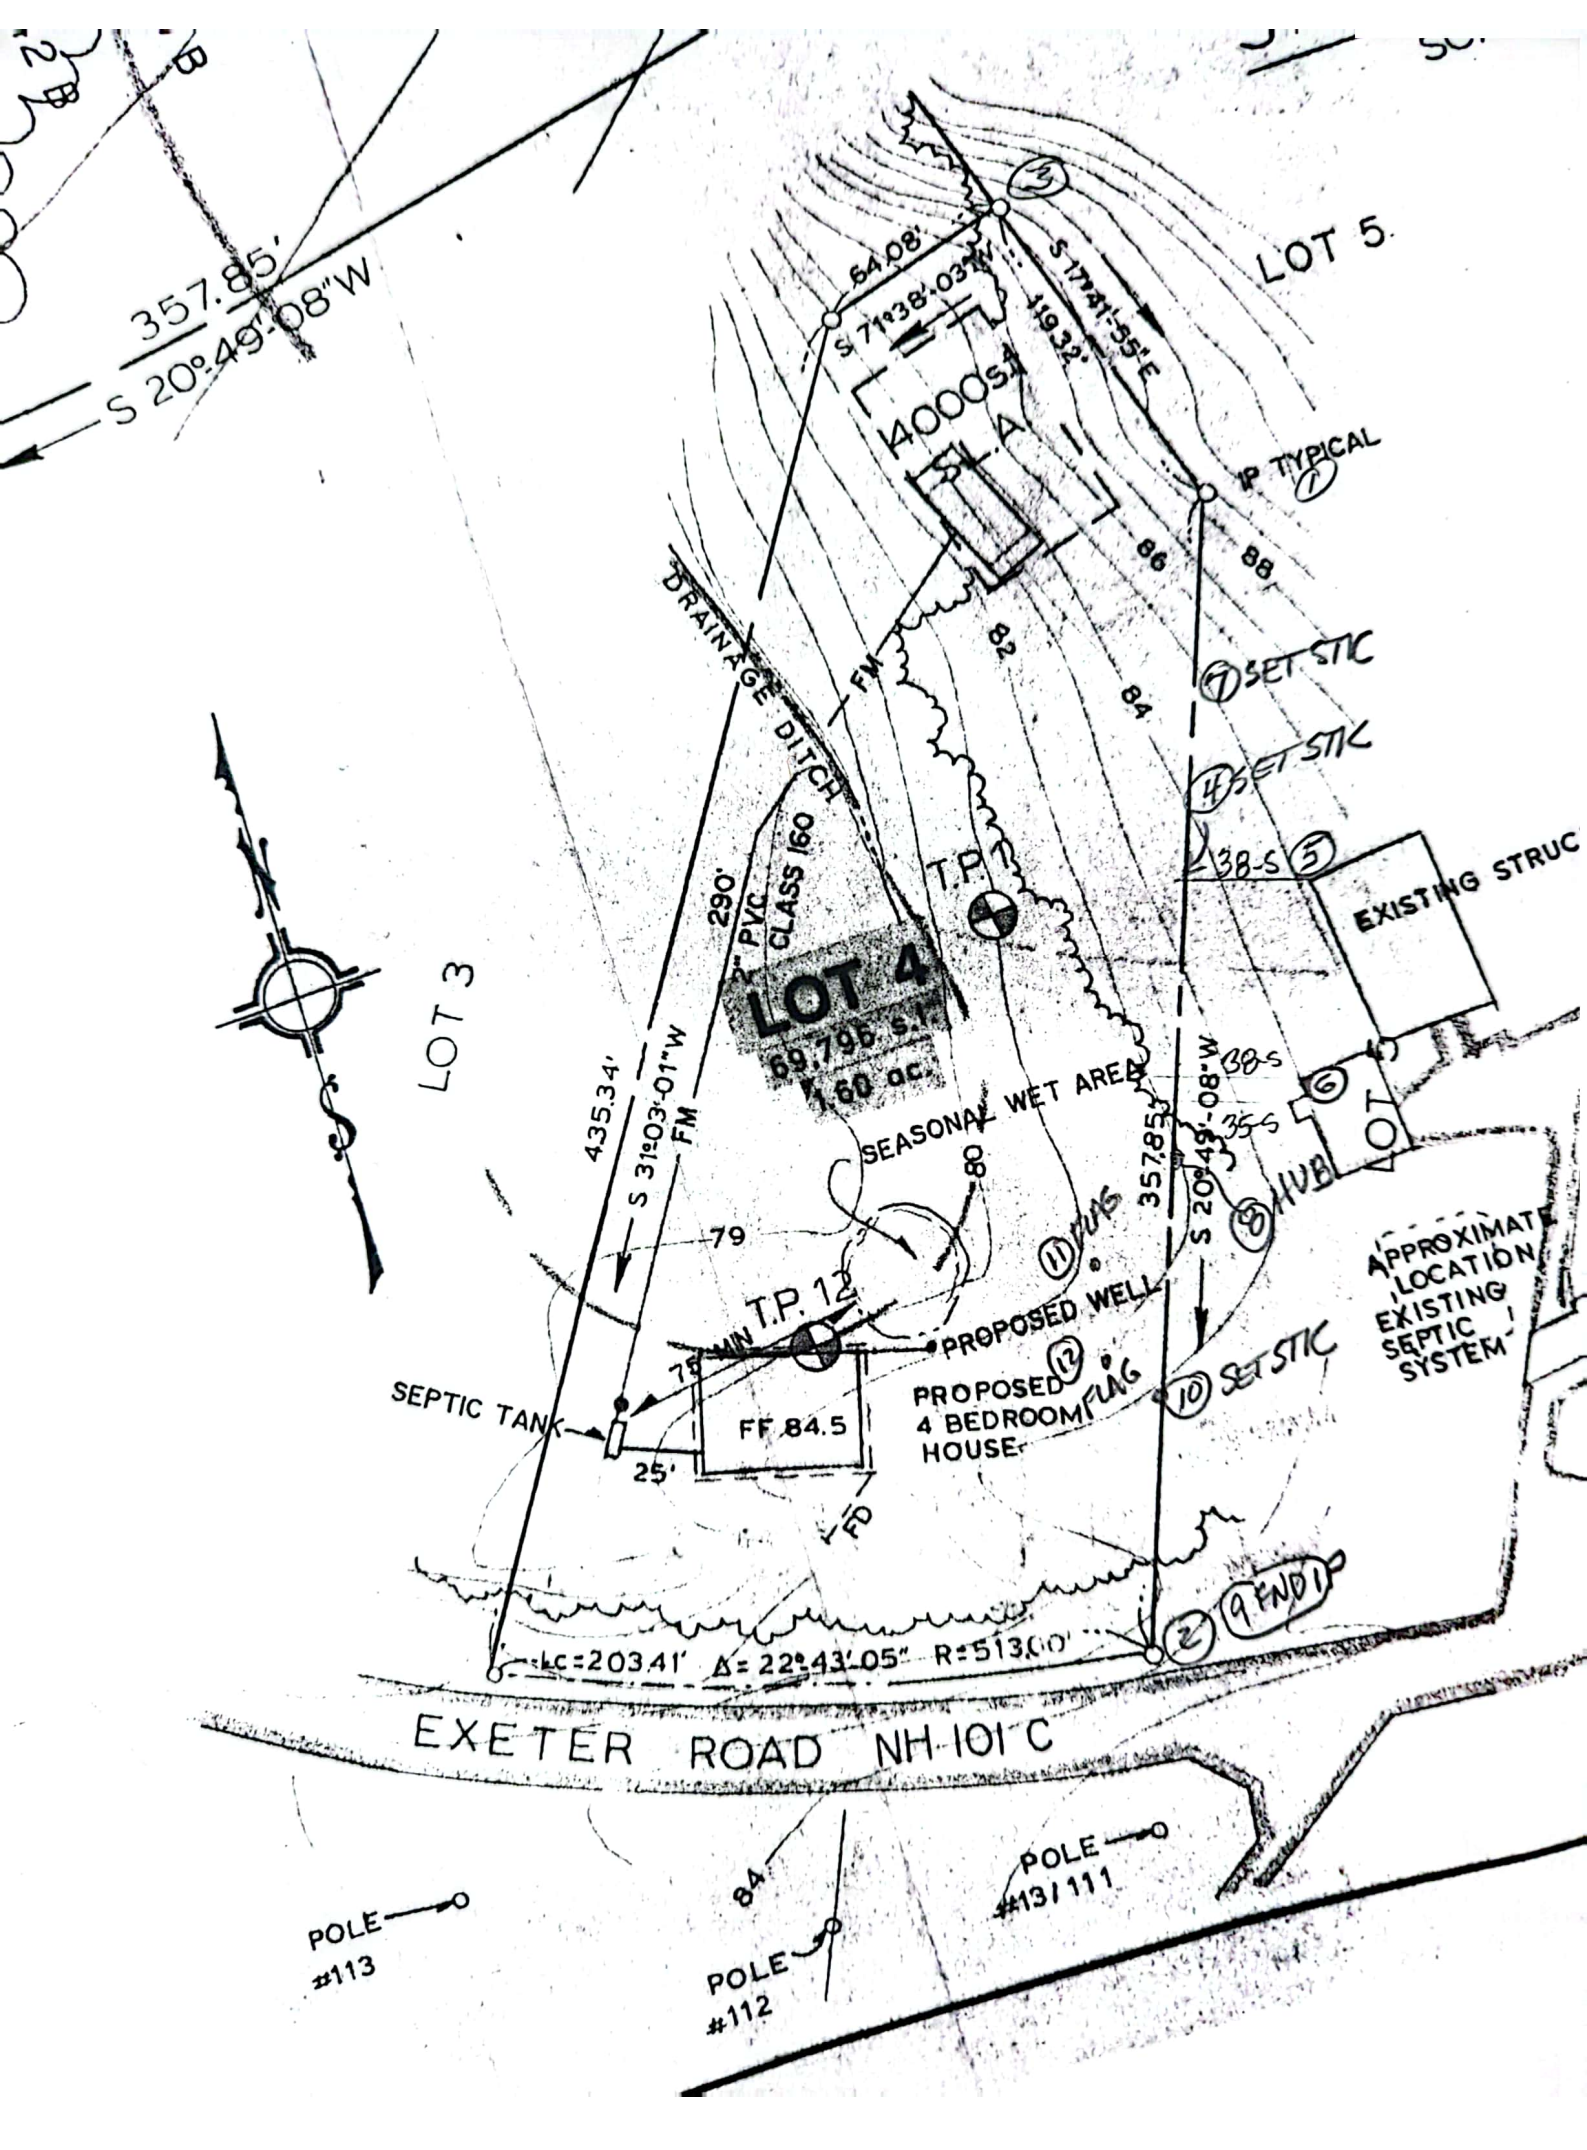 2 B
B
B
357.85'
S 20°-49'-08"W
3
LOT 5
64.08'
S 71°38'-03"W
S 17°41'-55"E
119.32'
14000s.f.
S.L.A
IP TYPICAL
1
86
88
DRAINAGE DITCH
82
FM
84
7 SET STIC
4 SET STIC
38-S
5
EXISTING STRUC
T.P.
290'
2" PVC
CLASS 160
LOT 4
69,796 s.f.
1.60 ac.
LOT 3
N
S
435.34'
S 31°-03'-01"W
FM
SEASONAL WET AREA
38-S
6
35-S
LOT 5
357.85'
S 20°-49'-08"W
8 HUB
80
79
11 FLAG
APPROXIMATE
LOCATION
EXISTING
SEPTIC
SYSTEM
T.P. 12
75' MIN
PROPOSED WELL
12
FLAG
PROPOSED
4 BEDROOM
HOUSE
10 SET STIC
SEPTIC TANK
FF 84.5
25'
FD
2
9 FND
LC=203.41' Δ= 22°-43'-05" R=513.00'
EXETER ROAD NH-101 C
84
POLE
#113
POLE
#112
POLE
#13/111